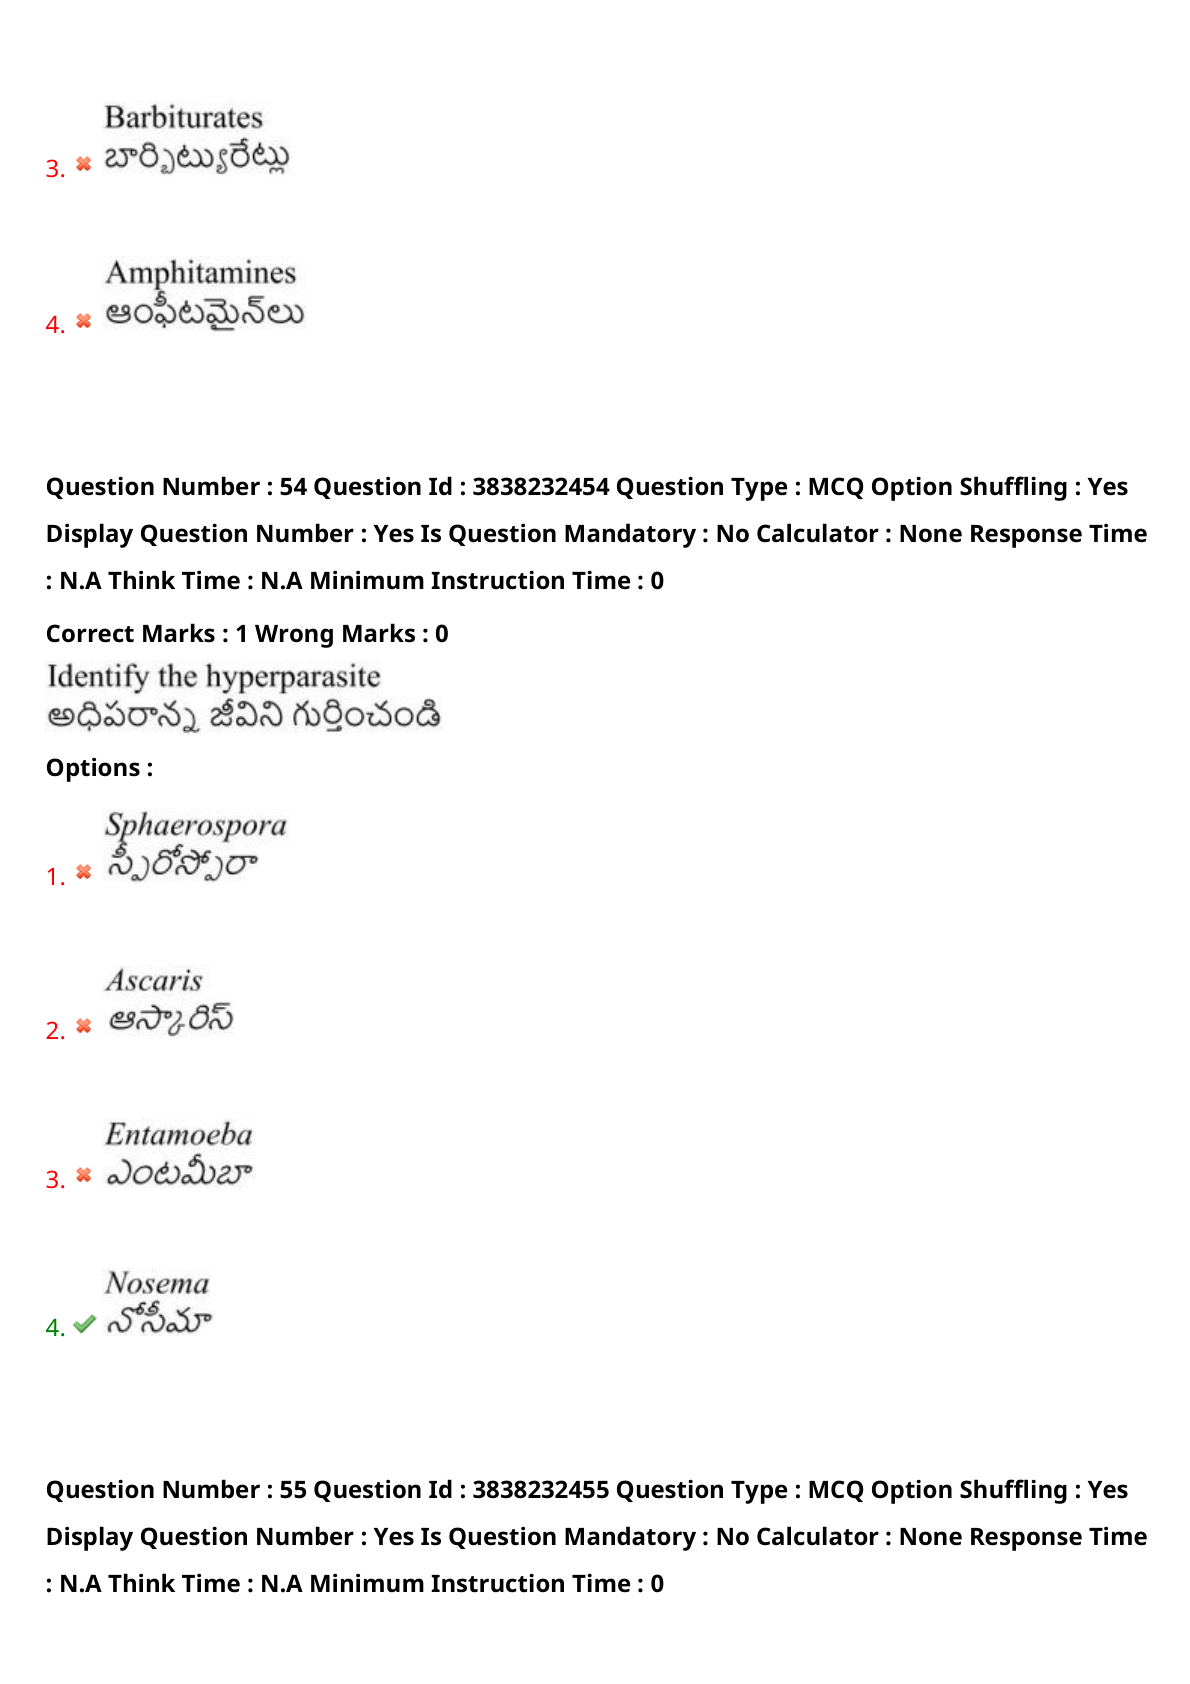 Barbiturates
3. బార్బిట్యురేట్లు
Amphitamines
4. ఆంఫీటమైన్‌లు
Question Number : 54 Question Id : 3838232454 Question Type : MCQ Option Shuffling : Yes
Display Question Number : Yes Is Question Mandatory : No Calculator : None Response Time
: N.A Think Time : N.A Minimum Instruction Time : 0
Correct Marks : 1 Wrong Marks : 0
Identify the hyperparasite
అధిపరాన్న జీవిని గుర్తించండి
Options :
Sphaerospora
1. స్ఫీరోస్పోరా
Ascaris
2. ఆస్కారిస్
Entamoeba
3. ఎంటమీబా
Nosema
4. నోసీమా
Question Number : 55 Question Id : 3838232455 Question Type : MCQ Option Shuffling : Yes
Display Question Number : Yes Is Question Mandatory : No Calculator : None Response Time
: N.A Think Time : N.A Minimum Instruction Time : 0